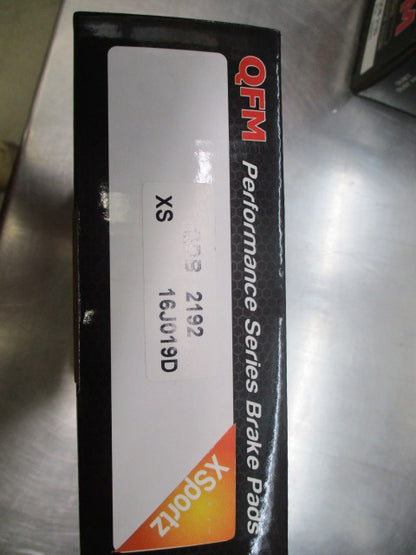 QFM Performance Series Brake Pads
2192
XS 16J019D
XSportz